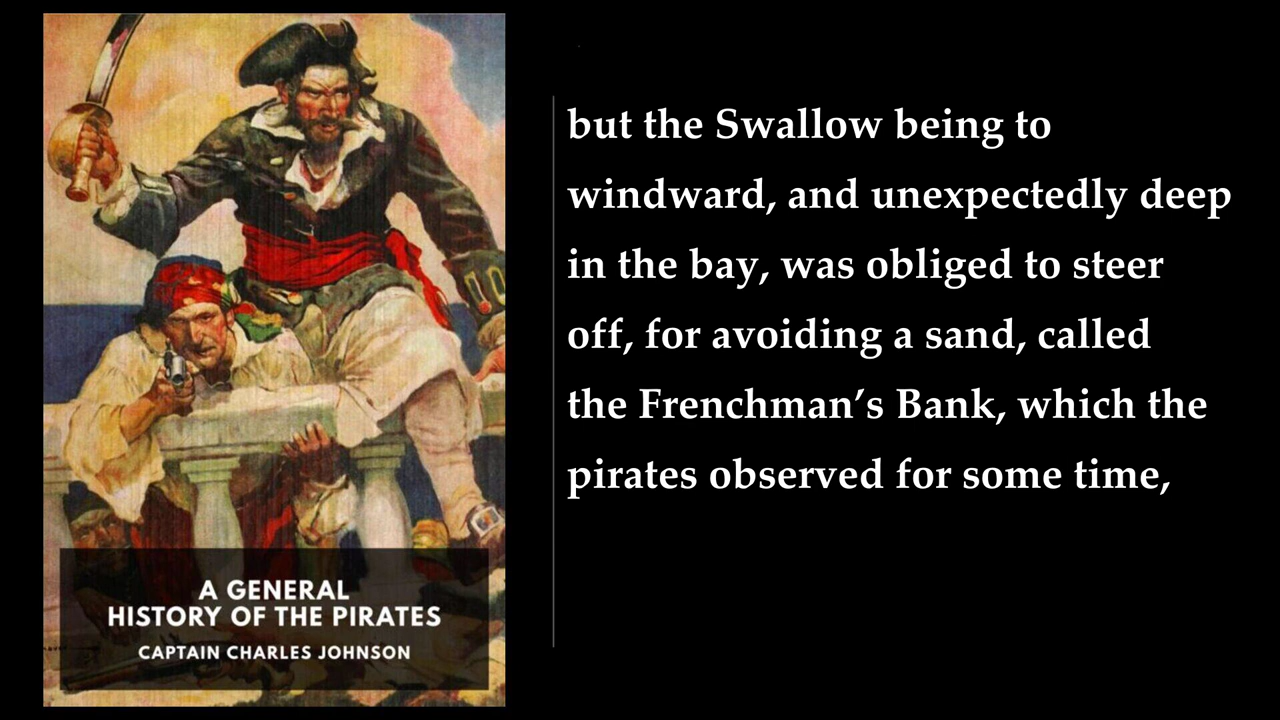 but the Swallow being to
windward, and unexpectedly deep
in the bay, was obliged to steer
off, for avoiding a sand, called
the Frenchman’s Bank, which the
pirates observed for some time,
A GENERAL
HISTORY OF THE PIRATES
CAPTAIN CHARLES JOHNSON